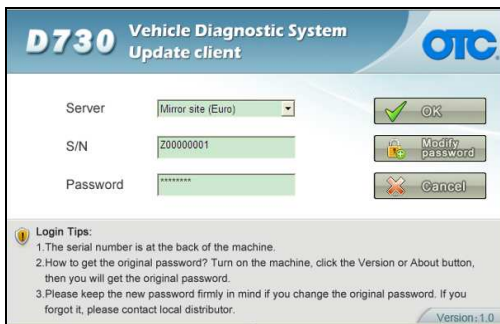 D730 Vehicle Diagnostic System
Update client
OTC
Server Mirror site (Euro) OK
S/N Z00000001 Modify
password
Password ******** Cancel
Login Tips:
1.The serial number is at the back of the machine.
2.How to get the original password? Turn on the machine, click the Version or About button,
then you will get the original password.
3.Please keep the new password firmly in mind if you change the original password. If you
forgot it, please contact local distributor.
Version:1.0